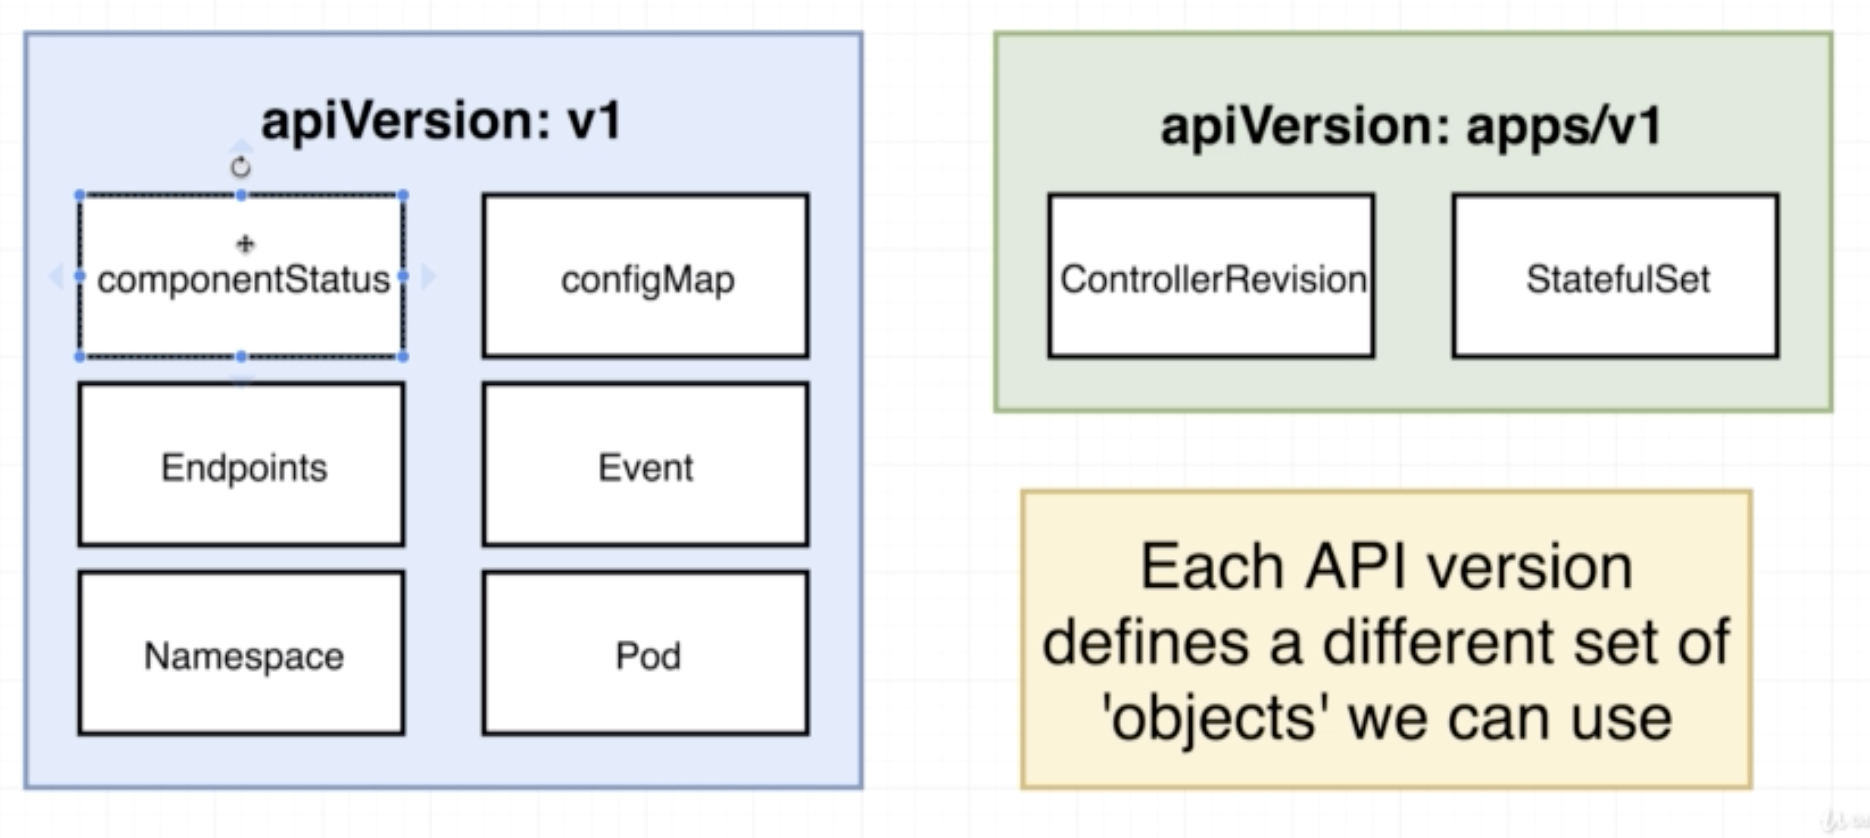 apiVersion: v1
componentStatus
configMap
Endpoints
Event
Namespace
Pod
apiVersion: apps/v1
ControllerRevision
StatefulSet
Each API version
defines a different set of
'objects' we can use